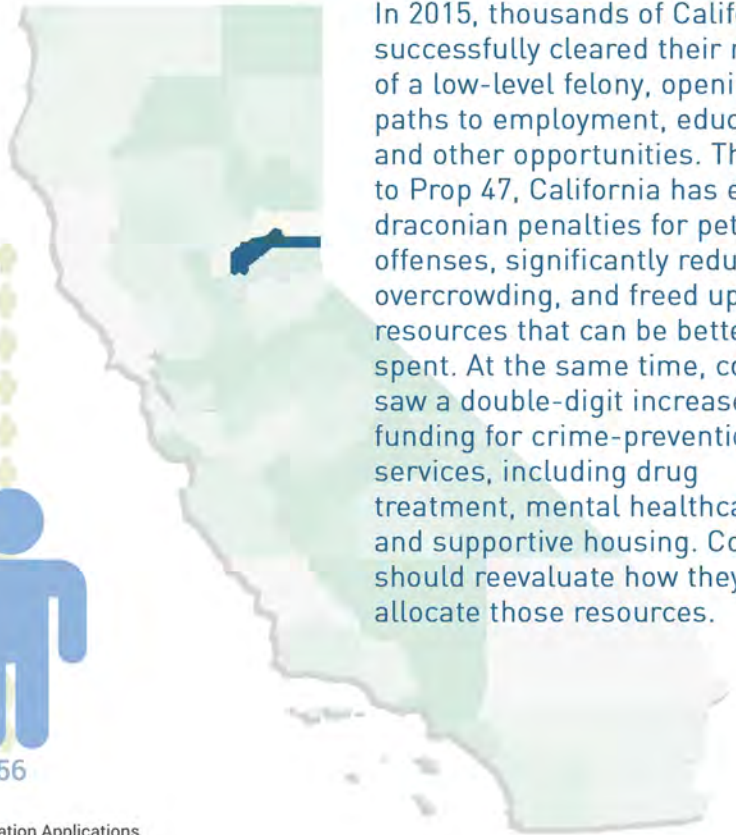 In 2015, thousands of Calif
successfully cleared their
of a low-level felony, openi
paths to employment, educ
and other opportunities. Th
to Prop 47, California has e
draconian penalties for pet
offenses, significantly redu
overcrowding, and freed up
resources that can be bette
spent. At the same time, co
saw a double-digit increase
funding for crime-preventi
services, including drug
treatment, mental healthca
and supportive housing. Co
should reevaluate how they
allocate those resources.
56
ation Applications